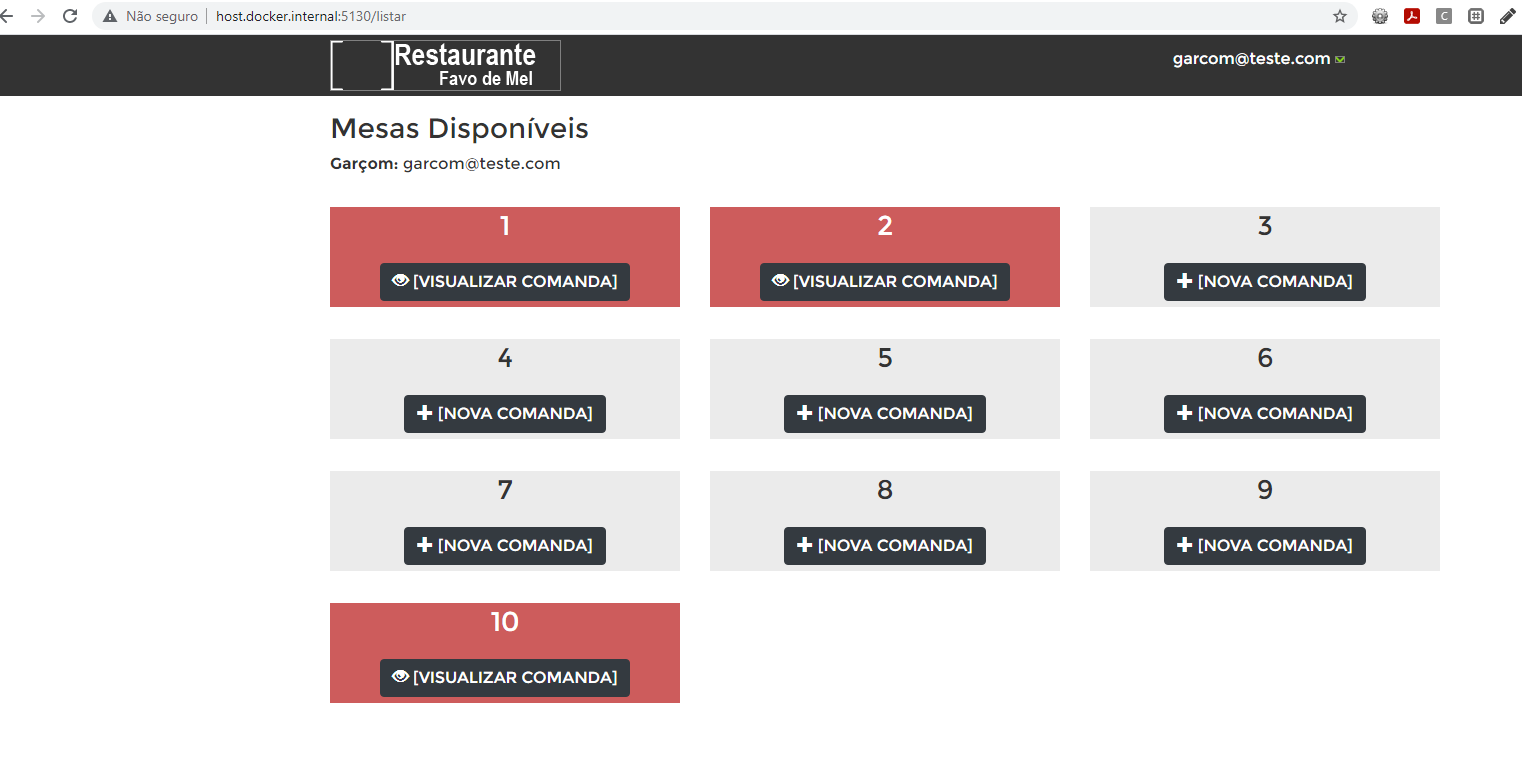 Não seguro | host.docker.internal:5130/listar
Restaurante
Favo de Mel
garcom@teste.com
Mesas Disponíveis
Garçom: garcom@teste.com
1 2 3
[VISUALIZAR COMANDA] [VISUALIZAR COMANDA] [NOVA COMANDA]
4 5 6
[NOVA COMANDA] [NOVA COMANDA] [NOVA COMANDA]
7 8 9
[NOVA COMANDA] [NOVA COMANDA] [NOVA COMANDA]
10
[VISUALIZAR COMANDA]